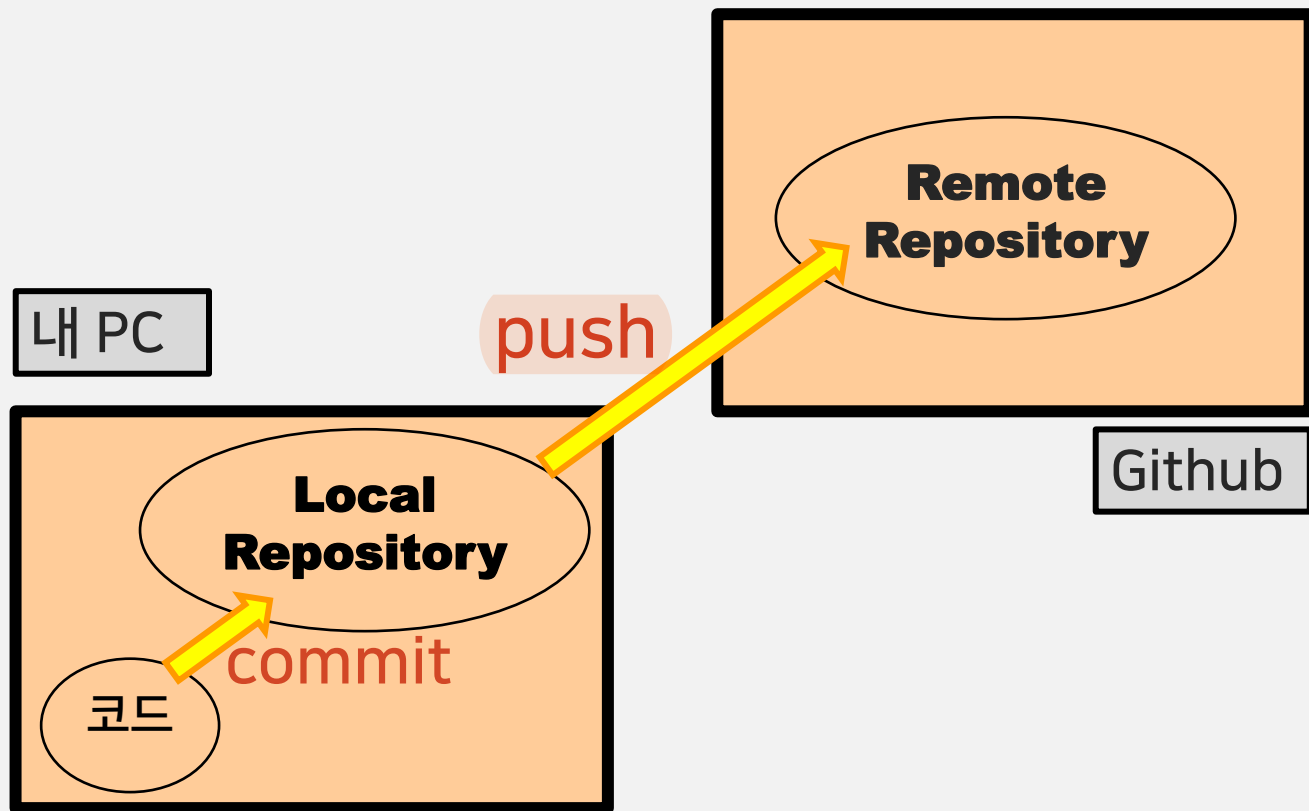 Remote
Repository
내 PC
push
Github
Local
Repository
commit
코드